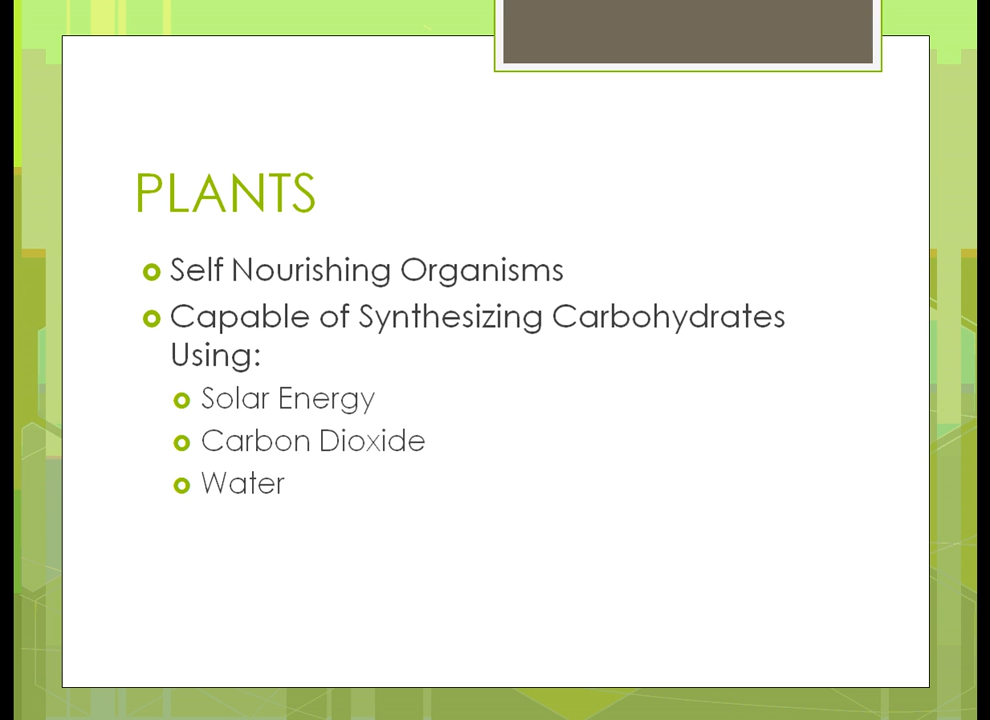 PLANTS
Self Nourishing Organisms
Capable of Synthesizing Carbohydrates
Using:
Solar Energy
Carbon Dioxide
Water